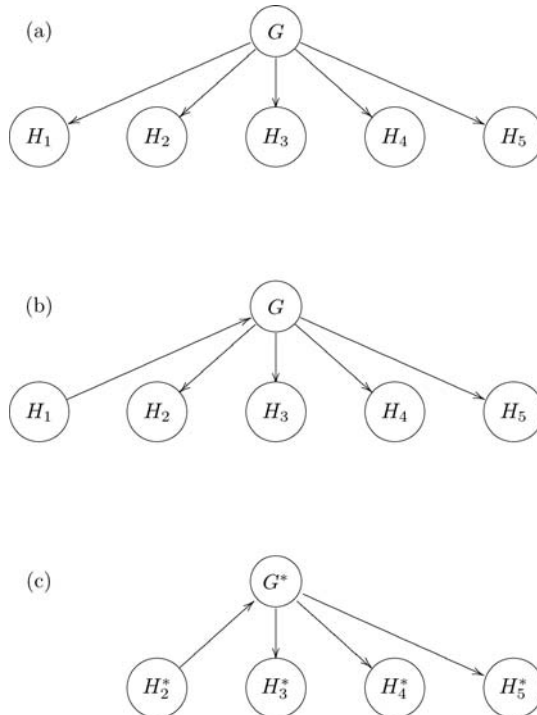 (a) G
H₁ H₂ H₃ H₄ H₅
(b) G
H₁ H₂ H₃ H₄ H₅
(c) G*
H₂* H₃* H₄* H₅*